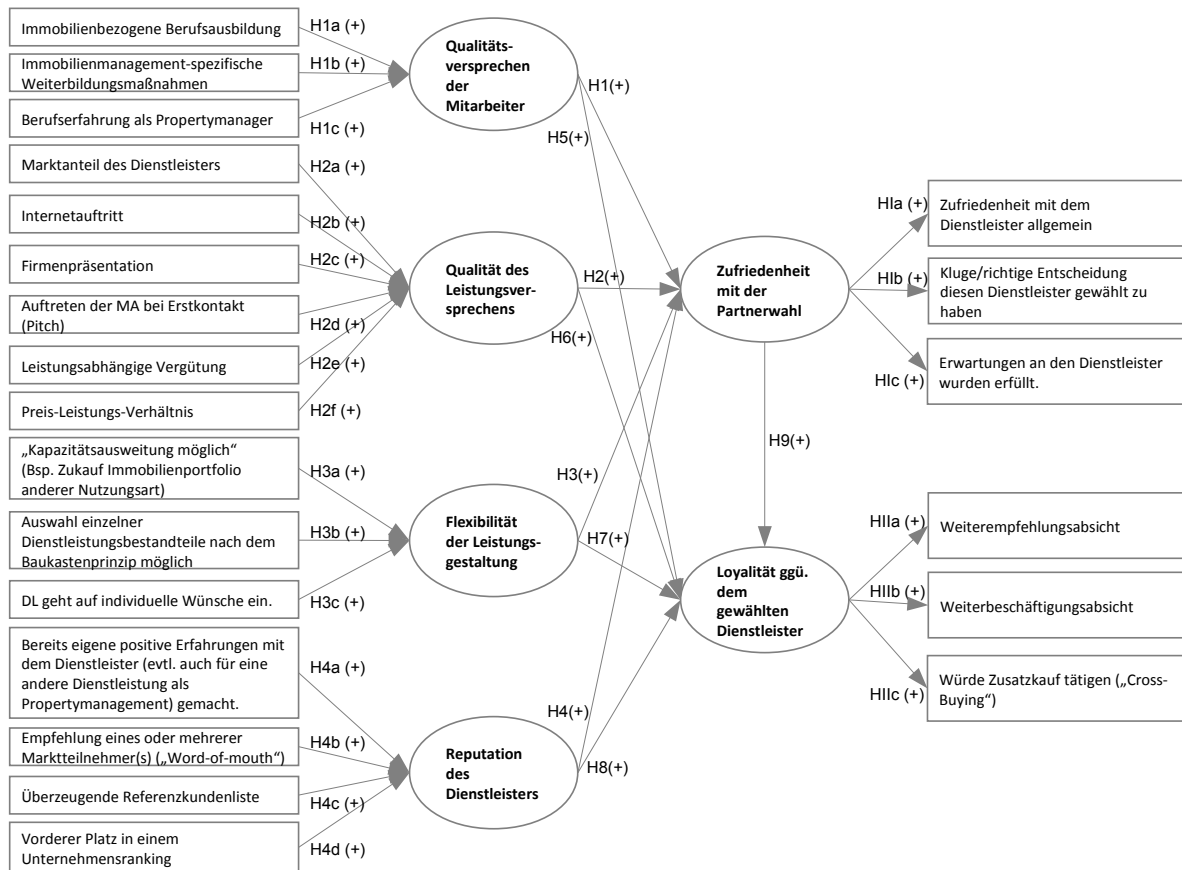 Immobilienbezogene Berufsausbildung
H1a (+)
Immobilienmanagement-spezifische
Weiterbildungsmaßnahmen
H1b (+)
Berufserfahrung als Propertymanager
H1c (+)
Marktanteil des Dienstleisters
H2a (+)
Internetauftritt
H2b (+)
Firmenpräsentation
H2c (+)
Auftreten der MA bei Erstkontakt
(Pitch)
H2d (+)
Leistungsabhängige Vergütung
H2e (+)
Preis-Leistungs-Verhältnis
H2f (+)
„Kapazitätsausweitung möglich“
(Bsp. Zukauf Immobilienportfolio
anderer Nutzungsart)
H3a (+)
Auswahl einzelner
Dienstleistungsbestandteile nach dem
Baukastenprinzip möglich
H3b (+)
DL geht auf individuelle Wünsche ein.
H3c (+)
Bereits eigene positive Erfahrungen mit
dem Dienstleister (evtl. auch für eine
andere Dienstleistung als
Propertymanagement) gemacht.
H4a (+)
Empfehlung eines oder mehrerer
Marktteilnehmer(s) („Word-of-mouth“)
H4b (+)
Überzeugende Referenzkundenliste
H4c (+)
Vorderer Platz in einem
Unternehmensranking
H4d (+)
Qualitäts-
versprechen
der
Mitarbeiter
Qualität des
Leistungsver-
sprechens
Flexibilität
der Leistungs-
gestaltung
Reputation
des
Dienstleisters
H1(+)
H5(+)
H2(+)
H6(+)
H3(+)
H7(+)
H4(+)
H8(+)
Zufriedenheit
mit der
Partnerwahl
H9(+)
Loyalität ggü.
dem
gewählten
Dienstleister
HIa (+)
Zufriedenheit mit dem
Dienstleister allgemein
HIb (+)
Kluge/richtige Entscheidung
diesen Dienstleister gewählt zu
haben
HIc (+)
Erwartungen an den Dienstleister
wurden erfüllt.
HIIa (+)
Weiterempfehlungsabsicht
HIIb (+)
Weiterbeschäftigungsabsicht
HIIc (+)
Würde Zusatzkauf tätigen („Cross-
Buying“)